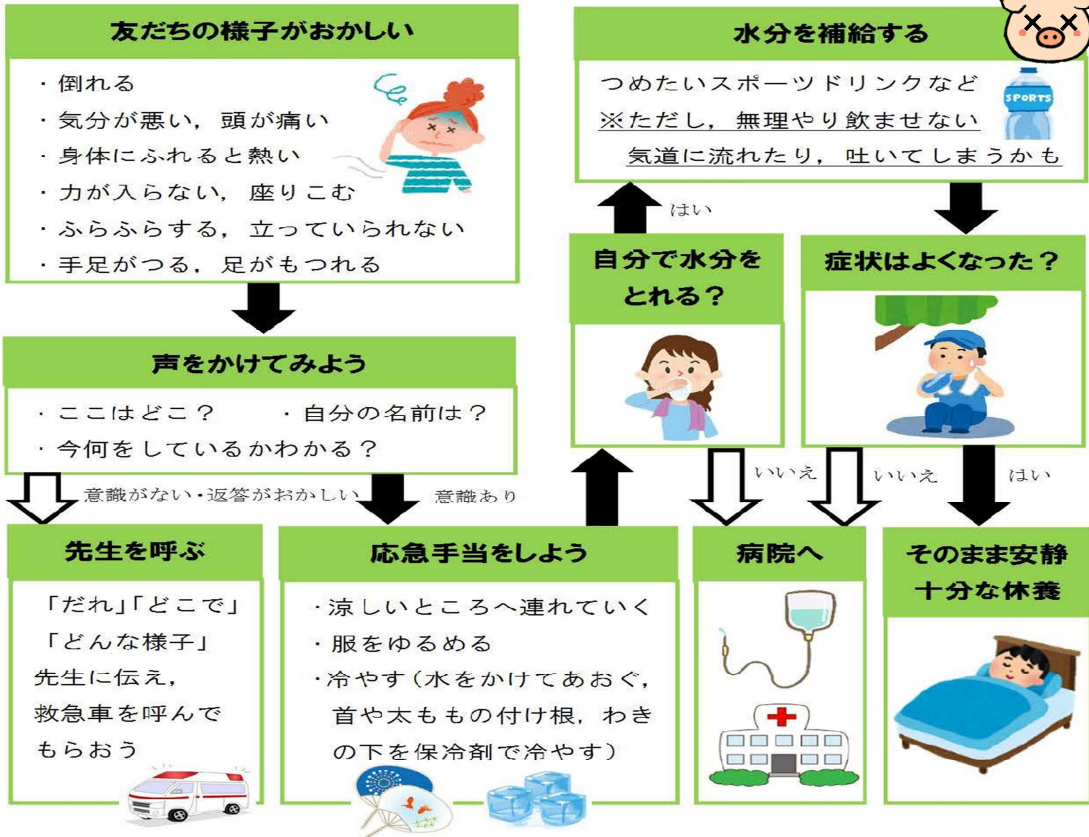 友だちの様子がおかしい
・倒れる
・気分が悪い，頭が痛い
・身体にふれると熱い
・力が入らない，座りこむ
・ふらふらする，立っていられない
・手足がつる，足がもつれる
声をかけてみよう
・ここはどこ？　・自分の名前は？
・今何をしているかわかる？
意識がない・返答がおかしい
意識あり
先生を呼ぶ
「だれ」「どこで」
「どんな様子」
先生に伝え，
救急車を呼んで
もらおう
応急手当をしよう
・涼しいところへ連れていく
・服をゆるめる
・冷やす（水をかけてあおぐ，
首や太ももの付け根，わき
の下を保冷剤で冷やす）
自分で水分を
とれる？
はい
いいえ
水分を補給する
つめたいスポーツドリンクなど
※ただし，無理やり飲ませない
気道に流れたり，吐いてしまうかも
SPORTS
症状はよくなった？
いいえ
はい
病院へ
そのまま安静
十分な休養